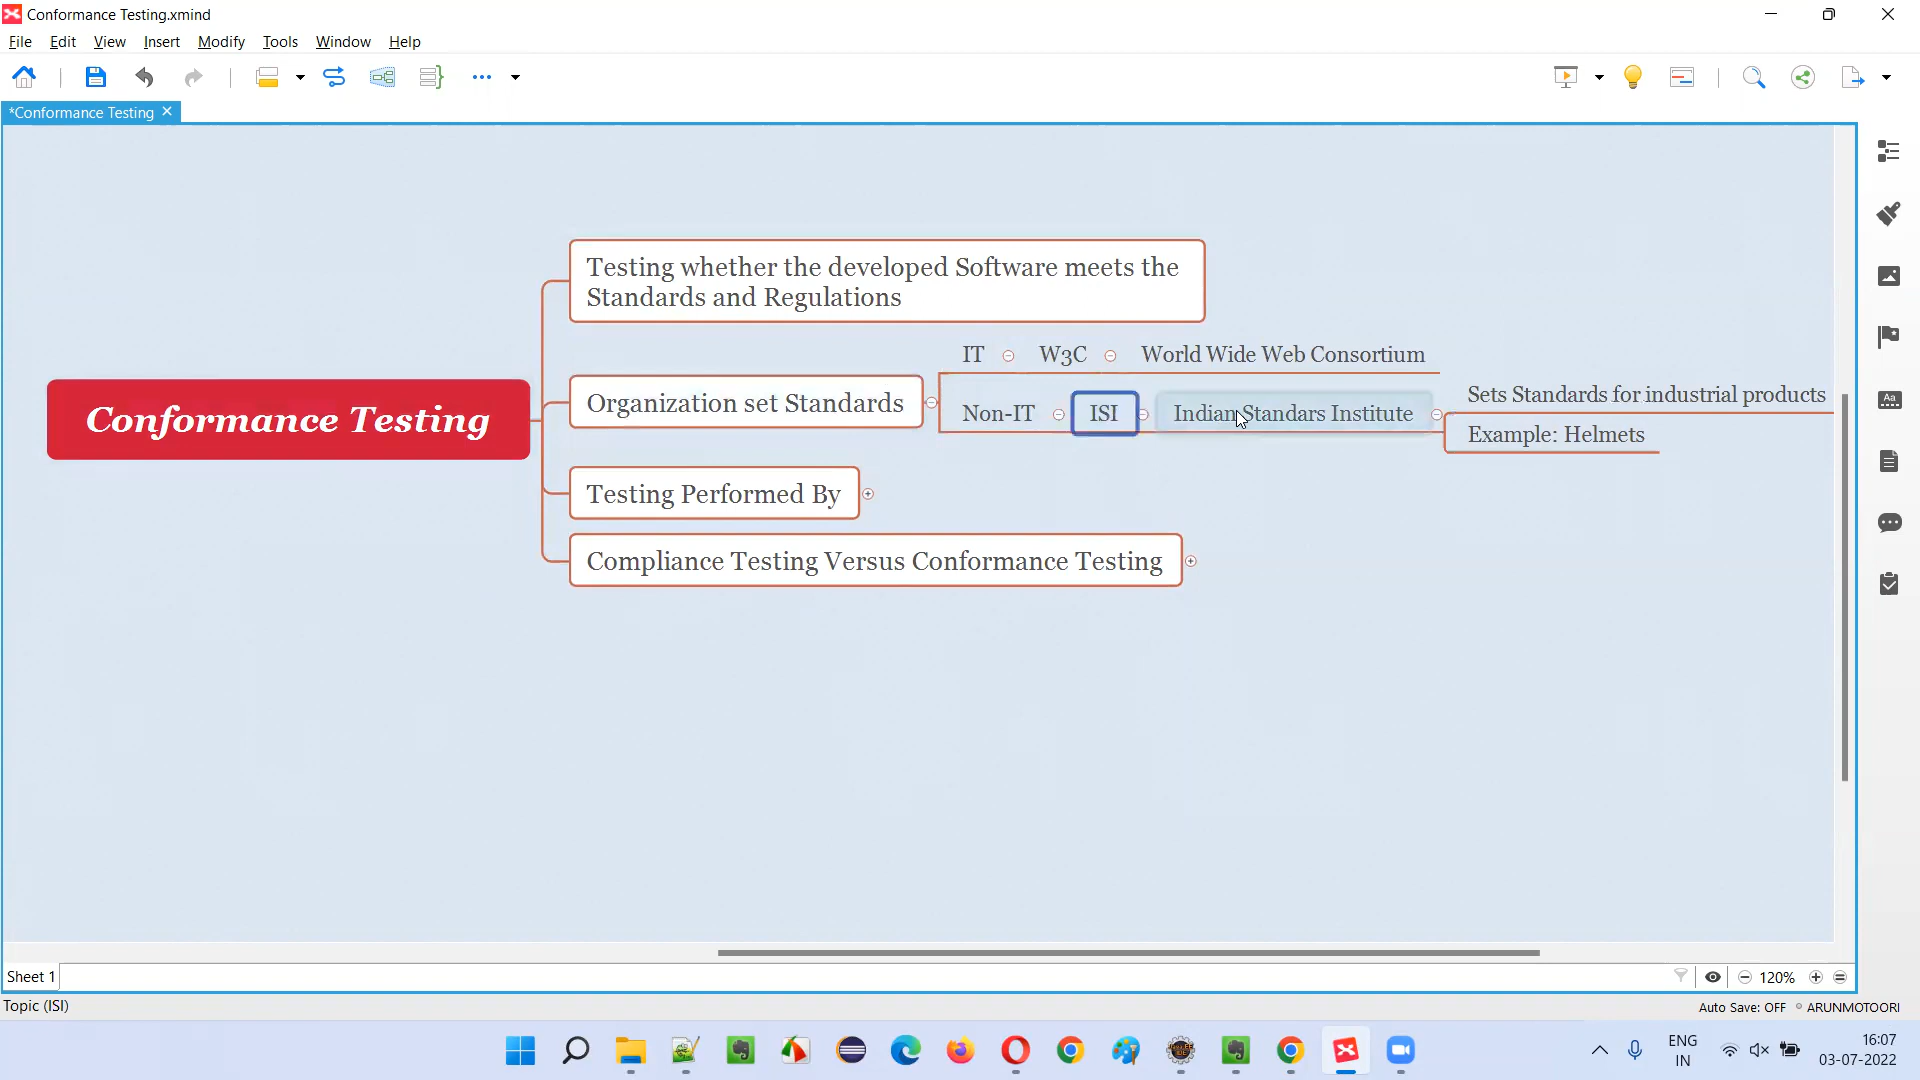 Conformance Testing.xmind
File Edit View Insert Modify Tools Window Help
*Conformance Testing
Testing whether the developed Software meets the
Standards and Regulations
IT W3C World Wide Web Consortium
Conformance Testing
Organization set Standards
Non-IT ISI Indian Standars Institute
Sets Standards for industrial products
Example: Helmets
Testing Performed By
Compliance Testing Versus Conformance Testing
Aa
Sheet 1
120%
Topic (ISI)
Auto Save: OFF ARUNMOTOORI
ENG
IN
16:07
03-07-2022